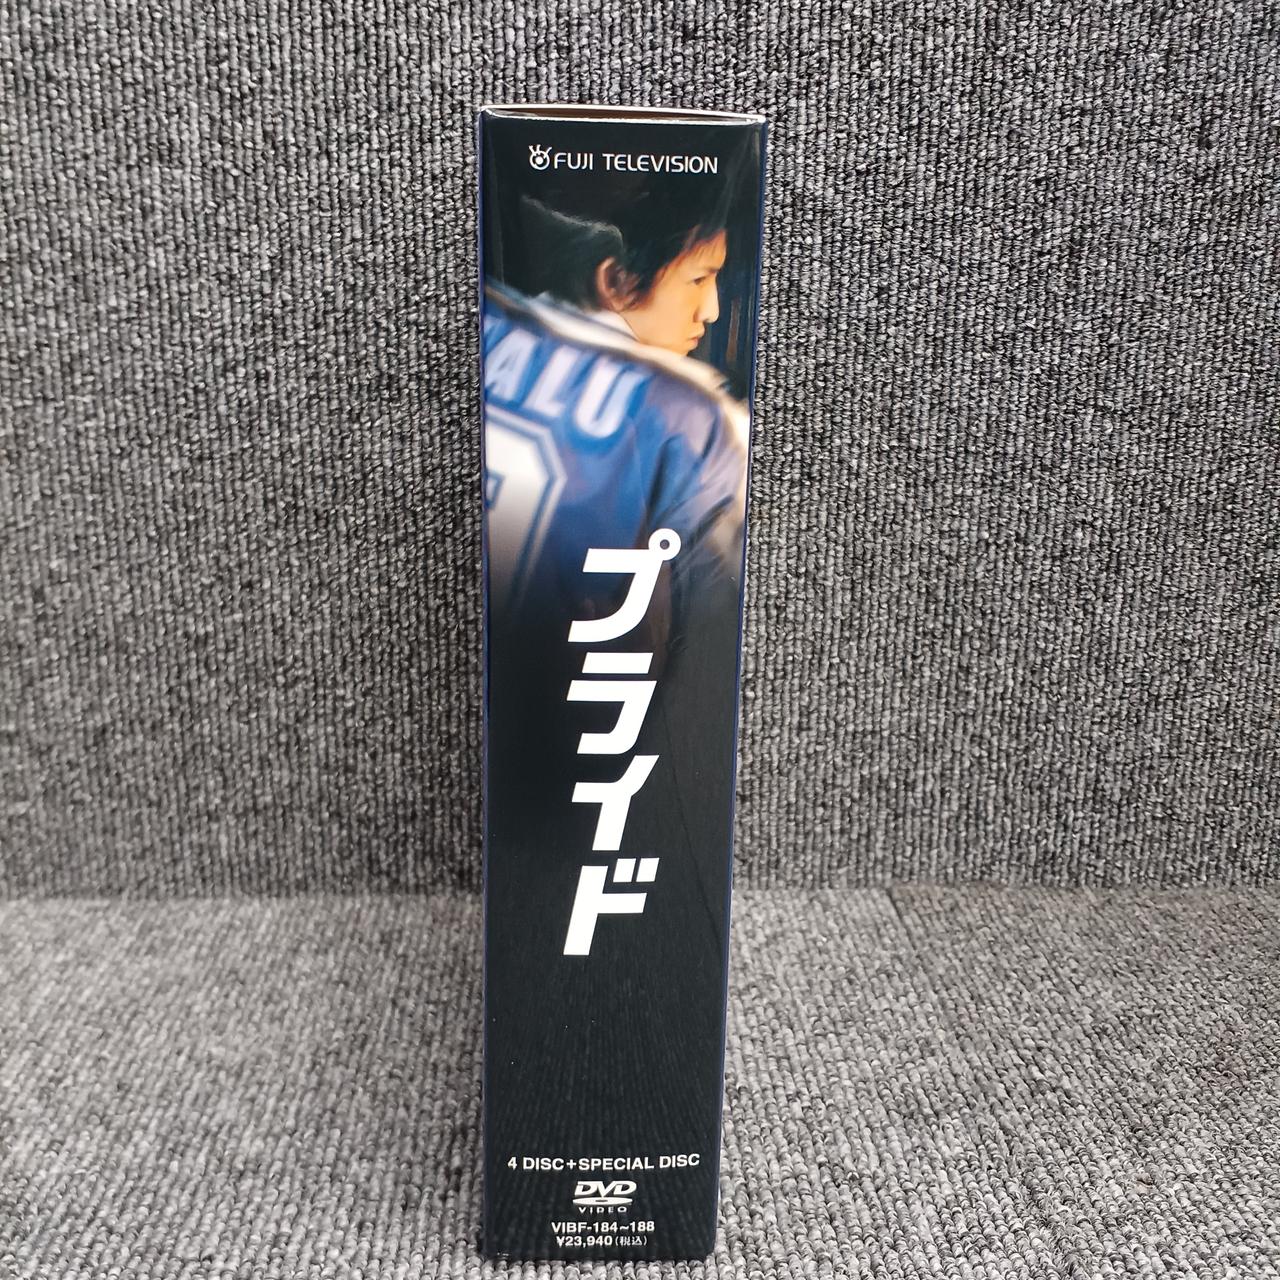 FUJI TELEVISION
ALU
プライド
4 DISC+SPECIAL DISC
DVD
VIDEO
VIBF-184~188
¥23,940(税込)